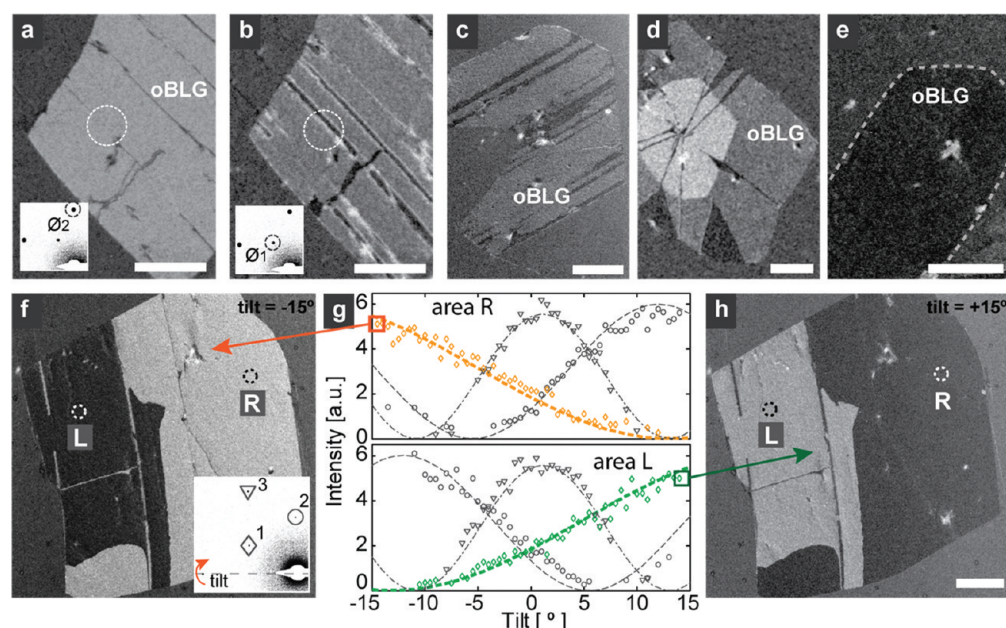 a
oBLG
Ø2
b
Ø1
c
oBLG
d
oBLG
e
oBLG
f
tilt = -15º
L
R
3
2
1
tilt
g
area R
6
4
2
0
area L
6
4
2
0
Intensity [a.u.]
-15
-10
-5
0
5
10
15
Tilt [ º ]
h
tilt = +15º
L
R